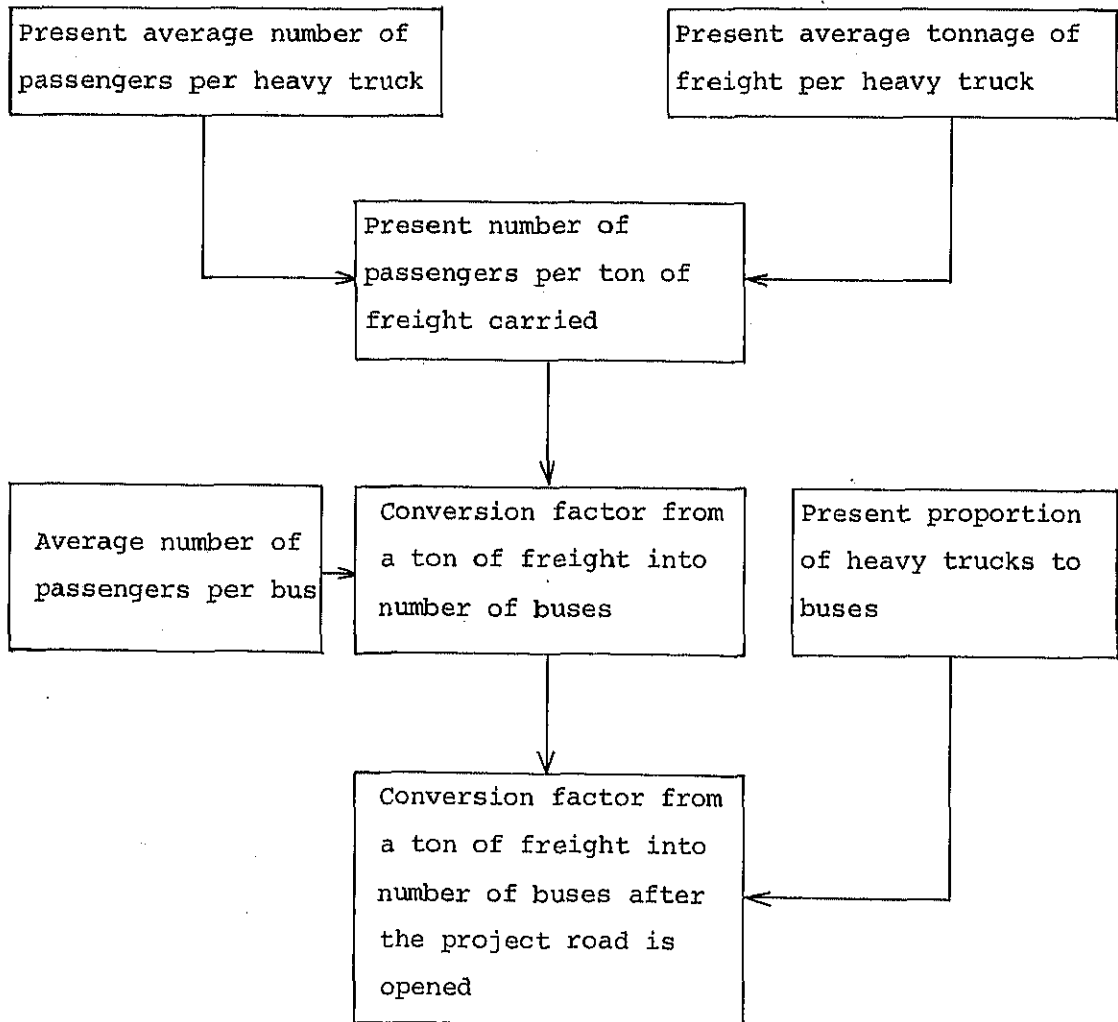 Present average number of
passengers per heavy truck
Present average tonnage of
freight per heavy truck
Present number of
passengers per ton of
freight carried
Average number of
passengers per bus
Conversion factor from
a ton of freight into
number of buses
Present proportion
of heavy trucks to
buses
Conversion factor from
a ton of freight into
number of buses after
the project road is
opened